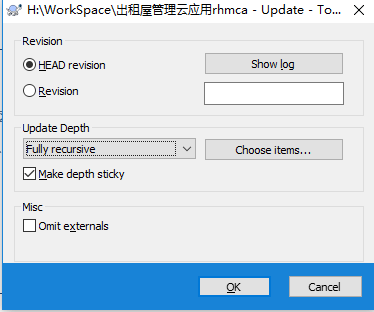 H:\WorkSpace\出租屋管理云应用rhmca - Update - To...
Revision
HEAD revision
Show log
Revision
Update Depth
Fully recursive
Choose items...
Make depth sticky
Misc
Omit externals
OK
Cancel